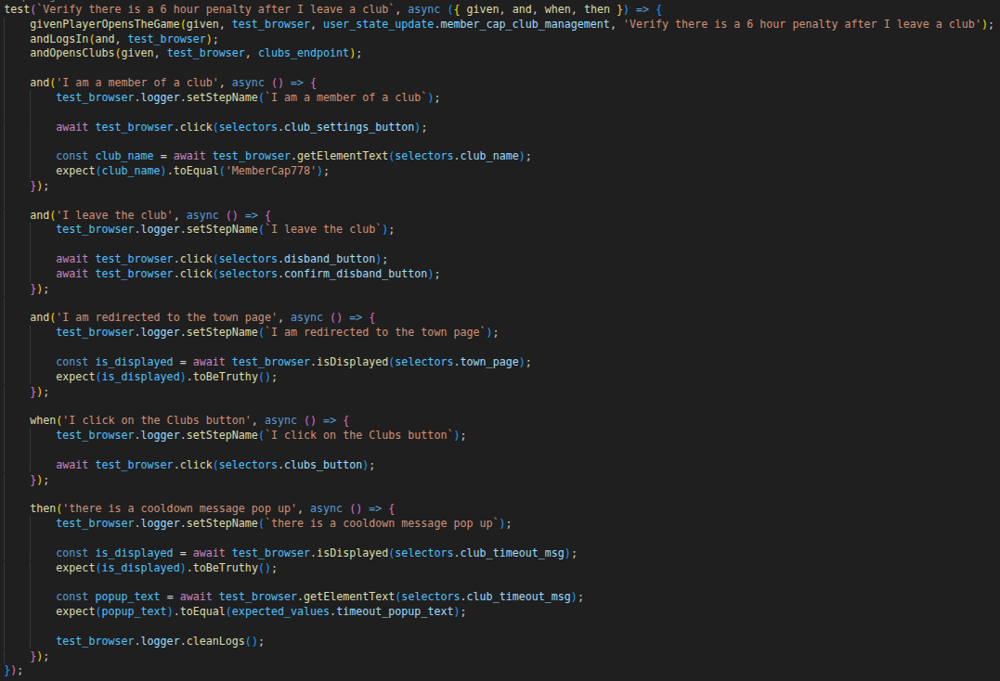 test(`Verify there is a 6 hour penalty after I leave a club`, async ({ given, and, when, then }) => {
    givenPlayerOpensTheGame(given, test_browser, user_state_update.member_cap_club_management, 'Verify there is a 6 hour penalty after I leave a club');
    andLogsIn(and, test_browser);
    andOpensClubs(given, test_browser, clubs_endpoint);

    and('I am a member of a club', async () => {
        test_browser.logger.setStepName(`I am a member of a club`);

        await test_browser.click(selectors.club_settings_button);

        const club_name = await test_browser.getElementText(selectors.club_name);
        expect(club_name).toEqual('MemberCap778');
    });

    and('I leave the club', async () => {
        test_browser.logger.setStepName(`I leave the club`);

        await test_browser.click(selectors.disband_button);
        await test_browser.click(selectors.confirm_disband_button);
    });

    and('I am redirected to the town page', async () => {
        test_browser.logger.setStepName(`I am redirected to the town page`);

        const is_displayed = await test_browser.isDisplayed(selectors.town_page);
        expect(is_displayed).toBeTruthy();
    });

    when('I click on the Clubs button', async () => {
        test_browser.logger.setStepName(`I click on the Clubs button`);

        await test_browser.click(selectors.clubs_button);
    });

    then('there is a cooldown message pop up', async () => {
        test_browser.logger.setStepName(`there is a cooldown message pop up`);

        const is_displayed = await test_browser.isDisplayed(selectors.club_timeout_msg);
        expect(is_displayed).toBeTruthy();

        const popup_text = await test_browser.getElementText(selectors.club_timeout_msg);
        expect(popup_text).toEqual(expected_values.timeout_popup_text);

        test_browser.logger.cleanLogs();
    });
});